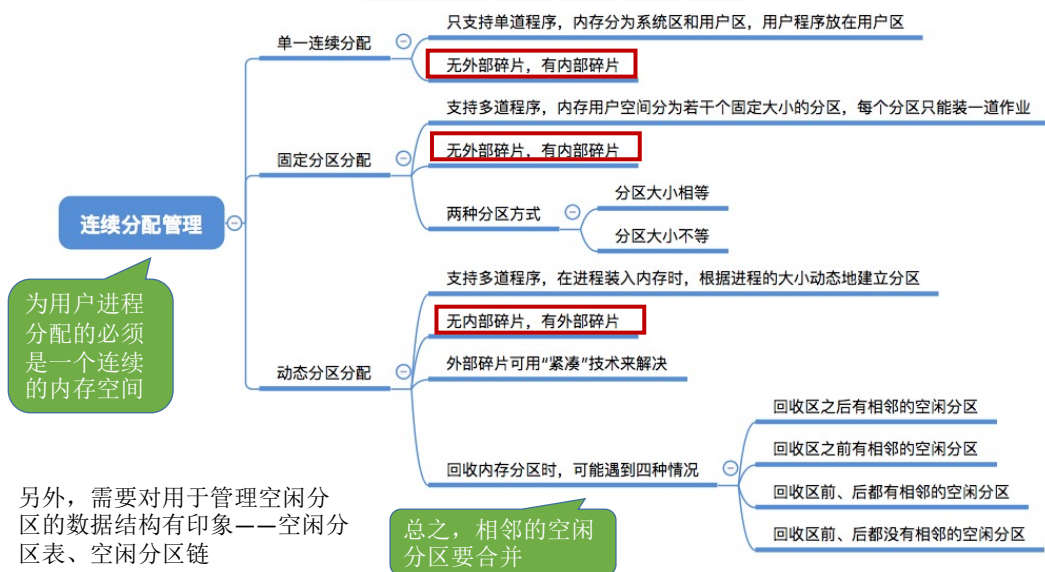 只支持单道程序，内存分为系统区和用户区，用户程序放在用户区
单一连续分配
无外部碎片，有内部碎片
支持多道程序，内存用户空间分为若干个固定大小的分区，每个分区只能装一道作业
无外部碎片，有内部碎片
固定分区分配
分区大小相等
两种分区方式
分区大小不等
连续分配管理
为用户进程
分配的必须
是一个连续
的内存空间
支持多道程序，在进程装入内存时，根据进程的大小动态地建立分区
无内部碎片，有外部碎片
动态分区分配
外部碎片可用“紧凑”技术来解决
回收区之后有相邻的空闲分区
回收区之前有相邻的空闲分区
回收内存分区时，可能遇到四种情况
回收区前、后都有相邻的空闲分区
回收区前、后都没有相邻的空闲分区
总之，相邻的空闲
分区要合并
另外，需要对用于管理空闲分
区的数据结构有印象——空闲分
区表、空闲分区链